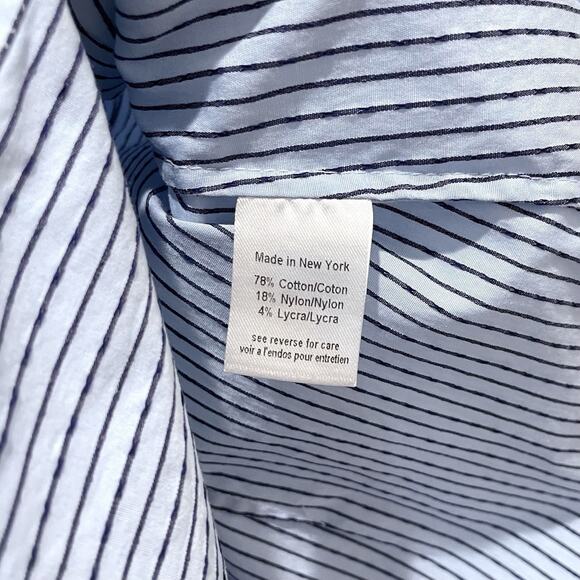 Made in New York
78% Cotton/Coton
18% Nylon/Nylon
4% Lycra/Lycra
see reverse for care
voir a l'endos pour entretien